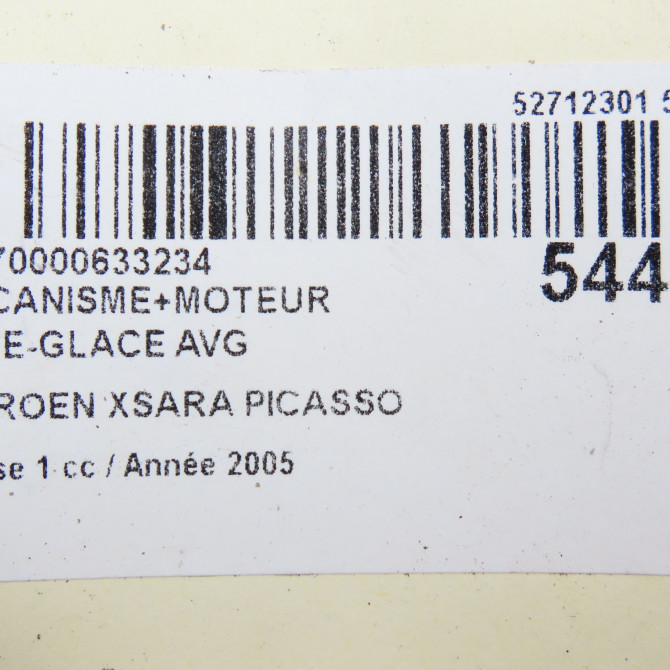 52712301 5
70000633234
544
CANISME+MOTEUR
E-GLACE AVG
ROEN XSARA PICASSO
se 1 cc / Année 2005